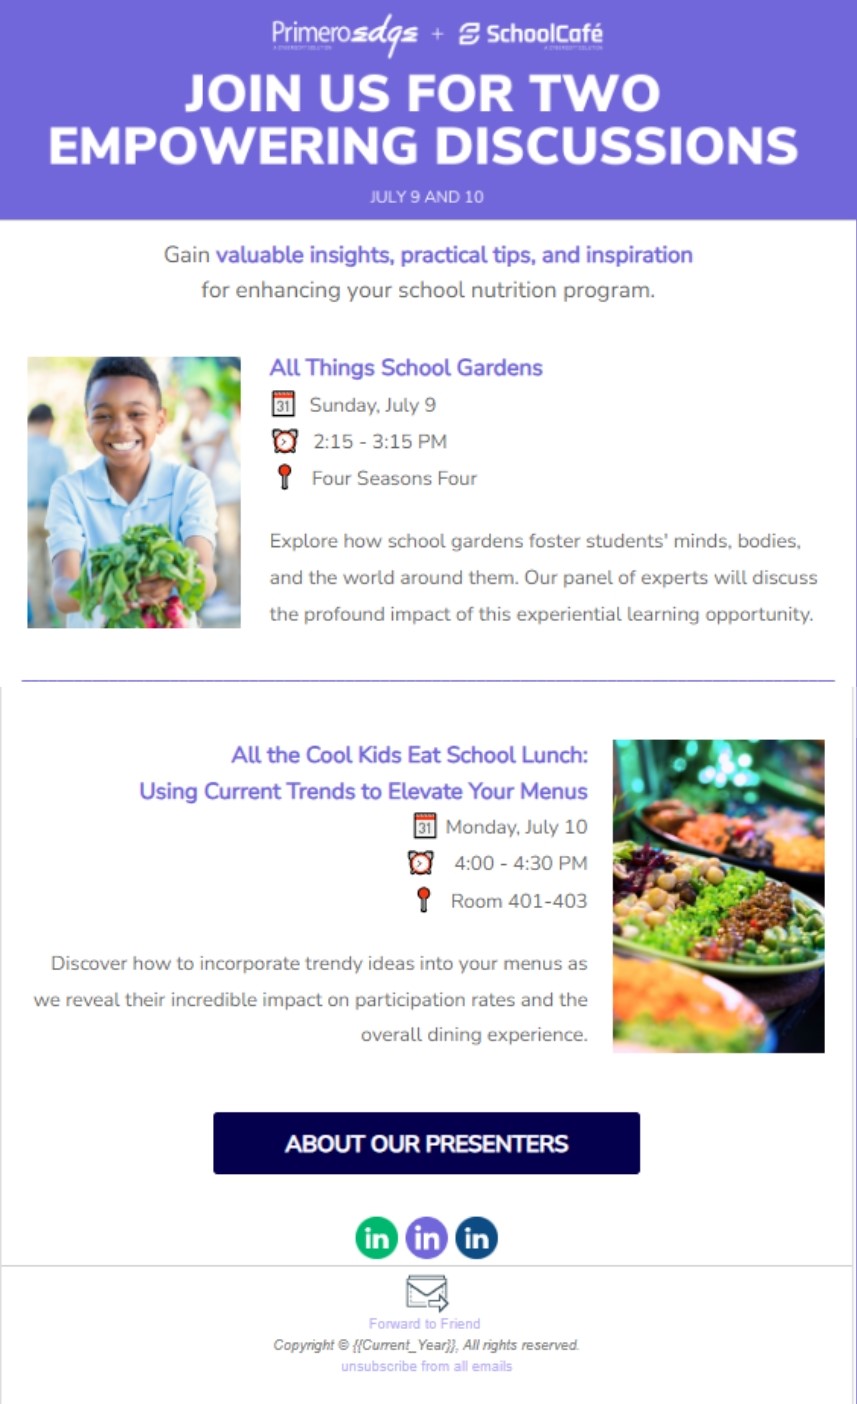 Primeroedge + SchoolCafé
A CYBERSOFT SOLUTION A CYBERSOFT SOLUTION
JOIN US FOR TWO
EMPOWERING DISCUSSIONS
JULY 9 AND 10
Gain valuable insights, practical tips, and inspiration
for enhancing your school nutrition program.
All Things School Gardens
31 Sunday, July 9
2:15 - 3:15 PM
Four Seasons Four
Explore how school gardens foster students' minds, bodies,
and the world around them. Our panel of experts will discuss
the profound impact of this experiential learning opportunity.
All the Cool Kids Eat School Lunch:
Using Current Trends to Elevate Your Menus
31 Monday, July 10
4:00 - 4:30 PM
Room 401-403
Discover how to incorporate trendy ideas into your menus as
we reveal their incredible impact on participation rates and the
overall dining experience.
ABOUT OUR PRESENTERS
in in in
Forward to Friend
Copyright © {{Current_Year}}, All rights reserved.
unsubscribe from all emails